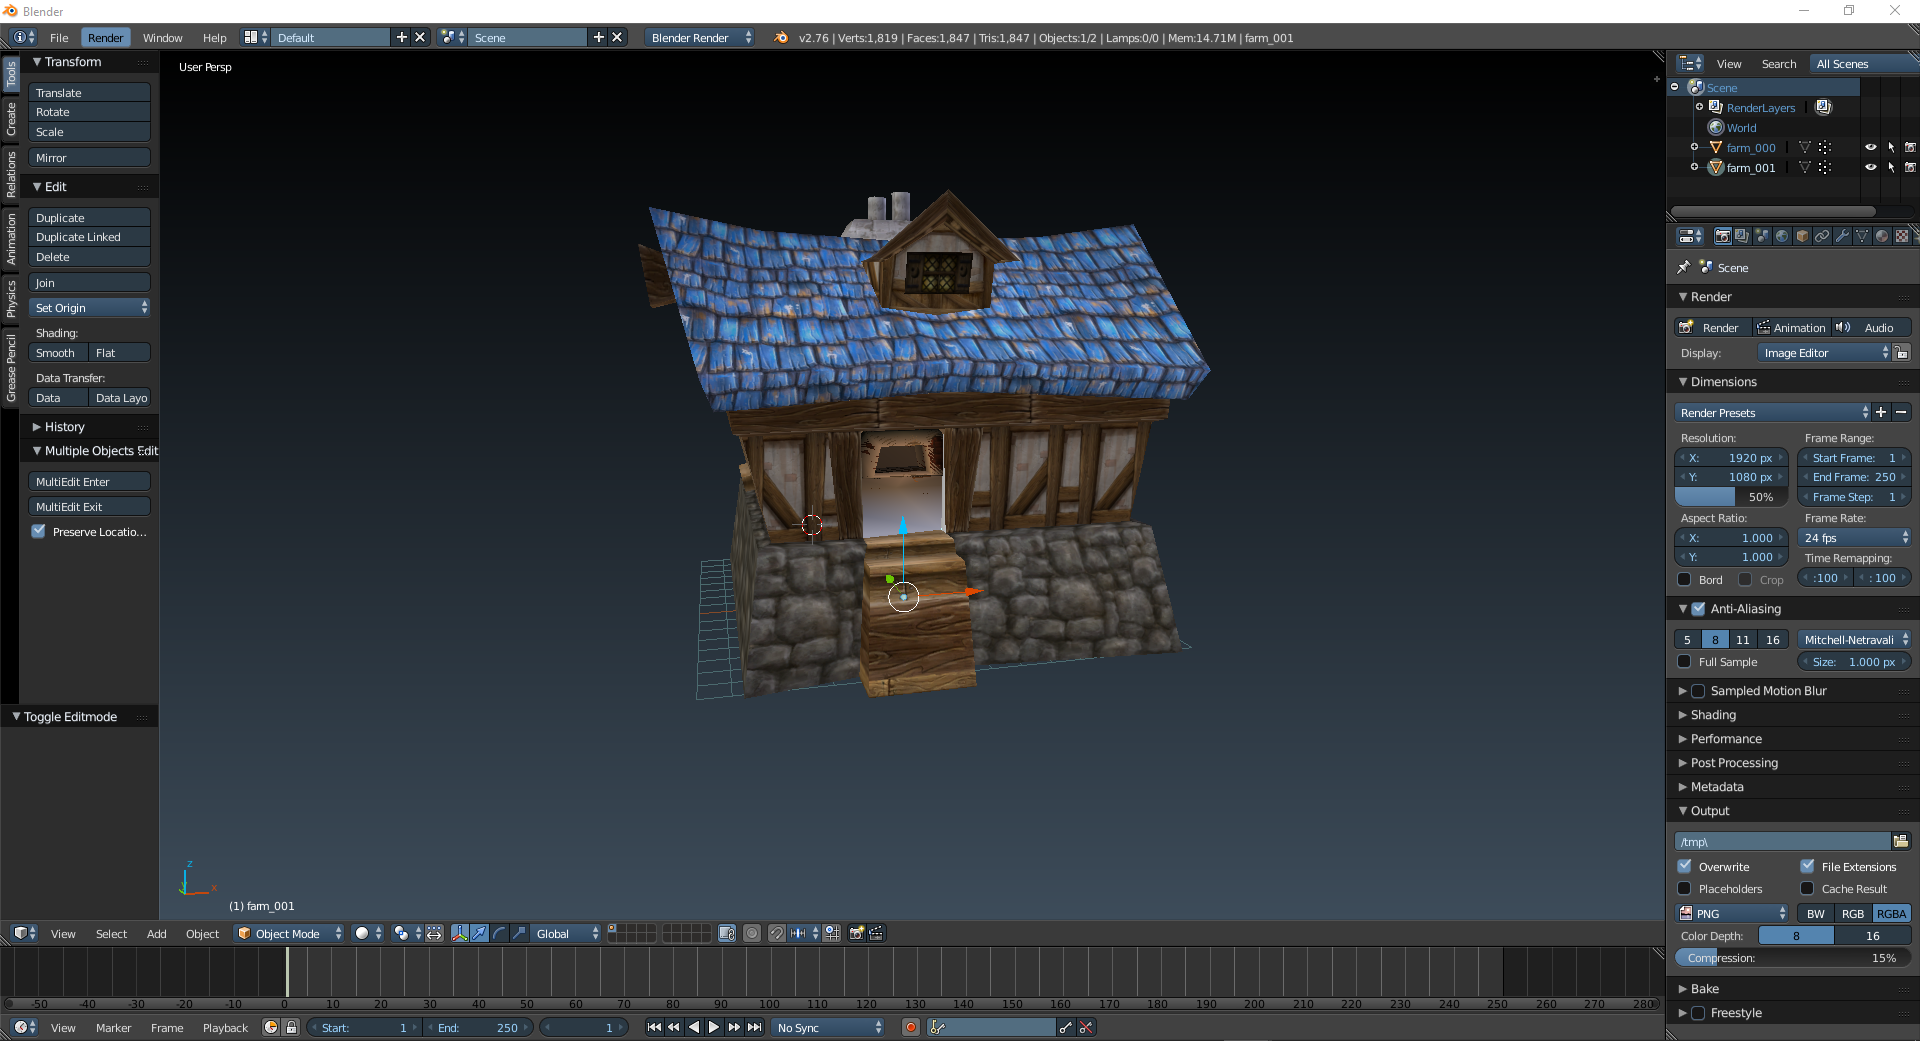 Blender
File Render Window Help Default Scene Blender Render v2.76 | Verts:1,819 | Faces:1,847 | Tris:1,847 | Objects:1/2 | Lamps:0/0 | Mem:14.71M | farm_001
Tools
Create
Relations
Animation
Physics
Grease Pencil
Transform
Translate
Rotate
Scale
Mirror
Edit
Duplicate
Duplicate Linked
Delete
Join
Set Origin
Shading:
Smooth Flat
Data Transfer:
Data Data Layo
History
Multiple Objects Edit
MultiEdit Enter
MultiEdit Exit
Preserve Locatio...
Toggle Editmode
User Persp
z
x
y
(1) farm_001
View Select Add Object Object Mode Global
-50 -40 -30 -20 -10 0 10 20 30 40 50 60 70 80 90 100 110 120 130 140 150 160 170 180 190 200 210 220 230 240 250 260 270 280
View Marker Frame Playback Start: 1 End: 250 1 No Sync
View Search All Scenes
Scene
RenderLayers
World
farm_000
farm_001
Scene
Render
Render Animation Audio
Display: Image Editor
Dimensions
Render Presets
Resolution: Frame Range:
X: 1920 px Start Frame: 1
Y: 1080 px End Frame: 250
50% Frame Step: 1
Aspect Ratio: Frame Rate:
X: 1.000 24 fps
Y: 1.000 Time Remapping:
Bord Crop :100 : 100
Anti-Aliasing
5 8 11 16 Mitchell-Netravali
Full Sample Size: 1.000 px
Sampled Motion Blur
Shading
Performance
Post Processing
Metadata
Output
/tmp\
Overwrite File Extensions
Placeholders Cache Result
PNG BW RGB RGBA
Color Depth: 8 16
Compression: 15%
Bake
Freestyle